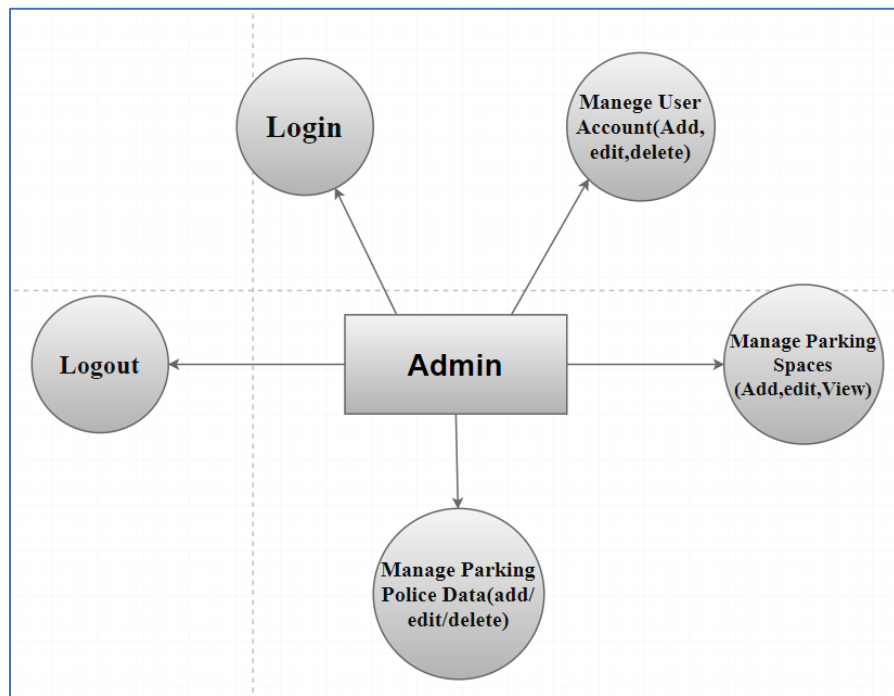 Manege User
Account(Add,
edit,delete)
Login
Manage Parking
Spaces
(Add,edit,View)
Logout
Admin
Manage Parking
Police Data(add/
edit/delete)